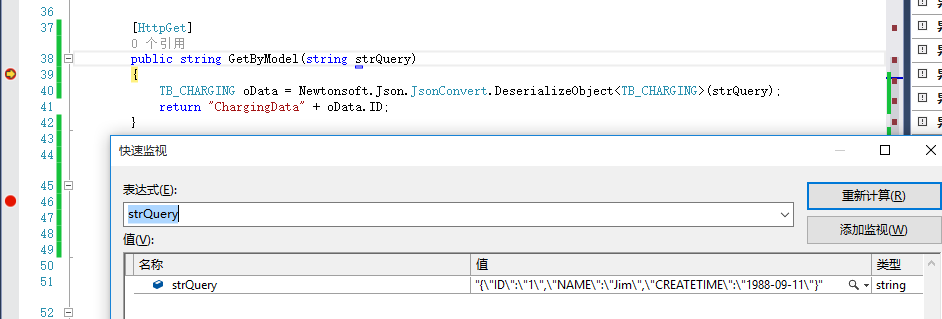 36
37 [HttpGet]
0 个引用
38 public string GetByModel(string strQuery)
39 {
40 TB_CHARGING oData = Newtonsoft.Json.JsonConvert.DeserializeObject<TB_CHARGING>(strQuery);
41 return "ChargingData" + oData.ID;
42 }
43
44
45
46
47
48
49
50
51
52
快速监视
表达式(E):
strQuery
重新计算(R)
添加监视(W)
值(V):
名称 值 类型
strQuery "{\"ID\":\"1\",\"NAME\":\"Jim\",\"CREATETIME\":\"1988-09-11\"}" string